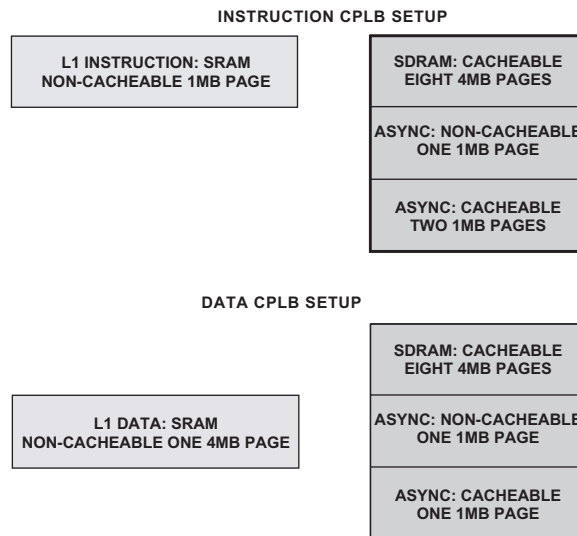 INSTRUCTION CPLB SETUP
L1 INSTRUCTION: SRAM
NON-CACHEABLE 1MB PAGE
SDRAM: CACHEABLE
EIGHT 4MB PAGES
ASYNC: NON-CACHEABLE
ONE 1MB PAGE
ASYNC: CACHEABLE
TWO 1MB PAGES
DATA CPLB SETUP
L1 DATA: SRAM
NON-CACHEABLE ONE 4MB PAGE
SDRAM: CACHEABLE
EIGHT 4MB PAGES
ASYNC: NON-CACHEABLE
ONE 1MB PAGE
ASYNC: CACHEABLE
ONE 1MB PAGE